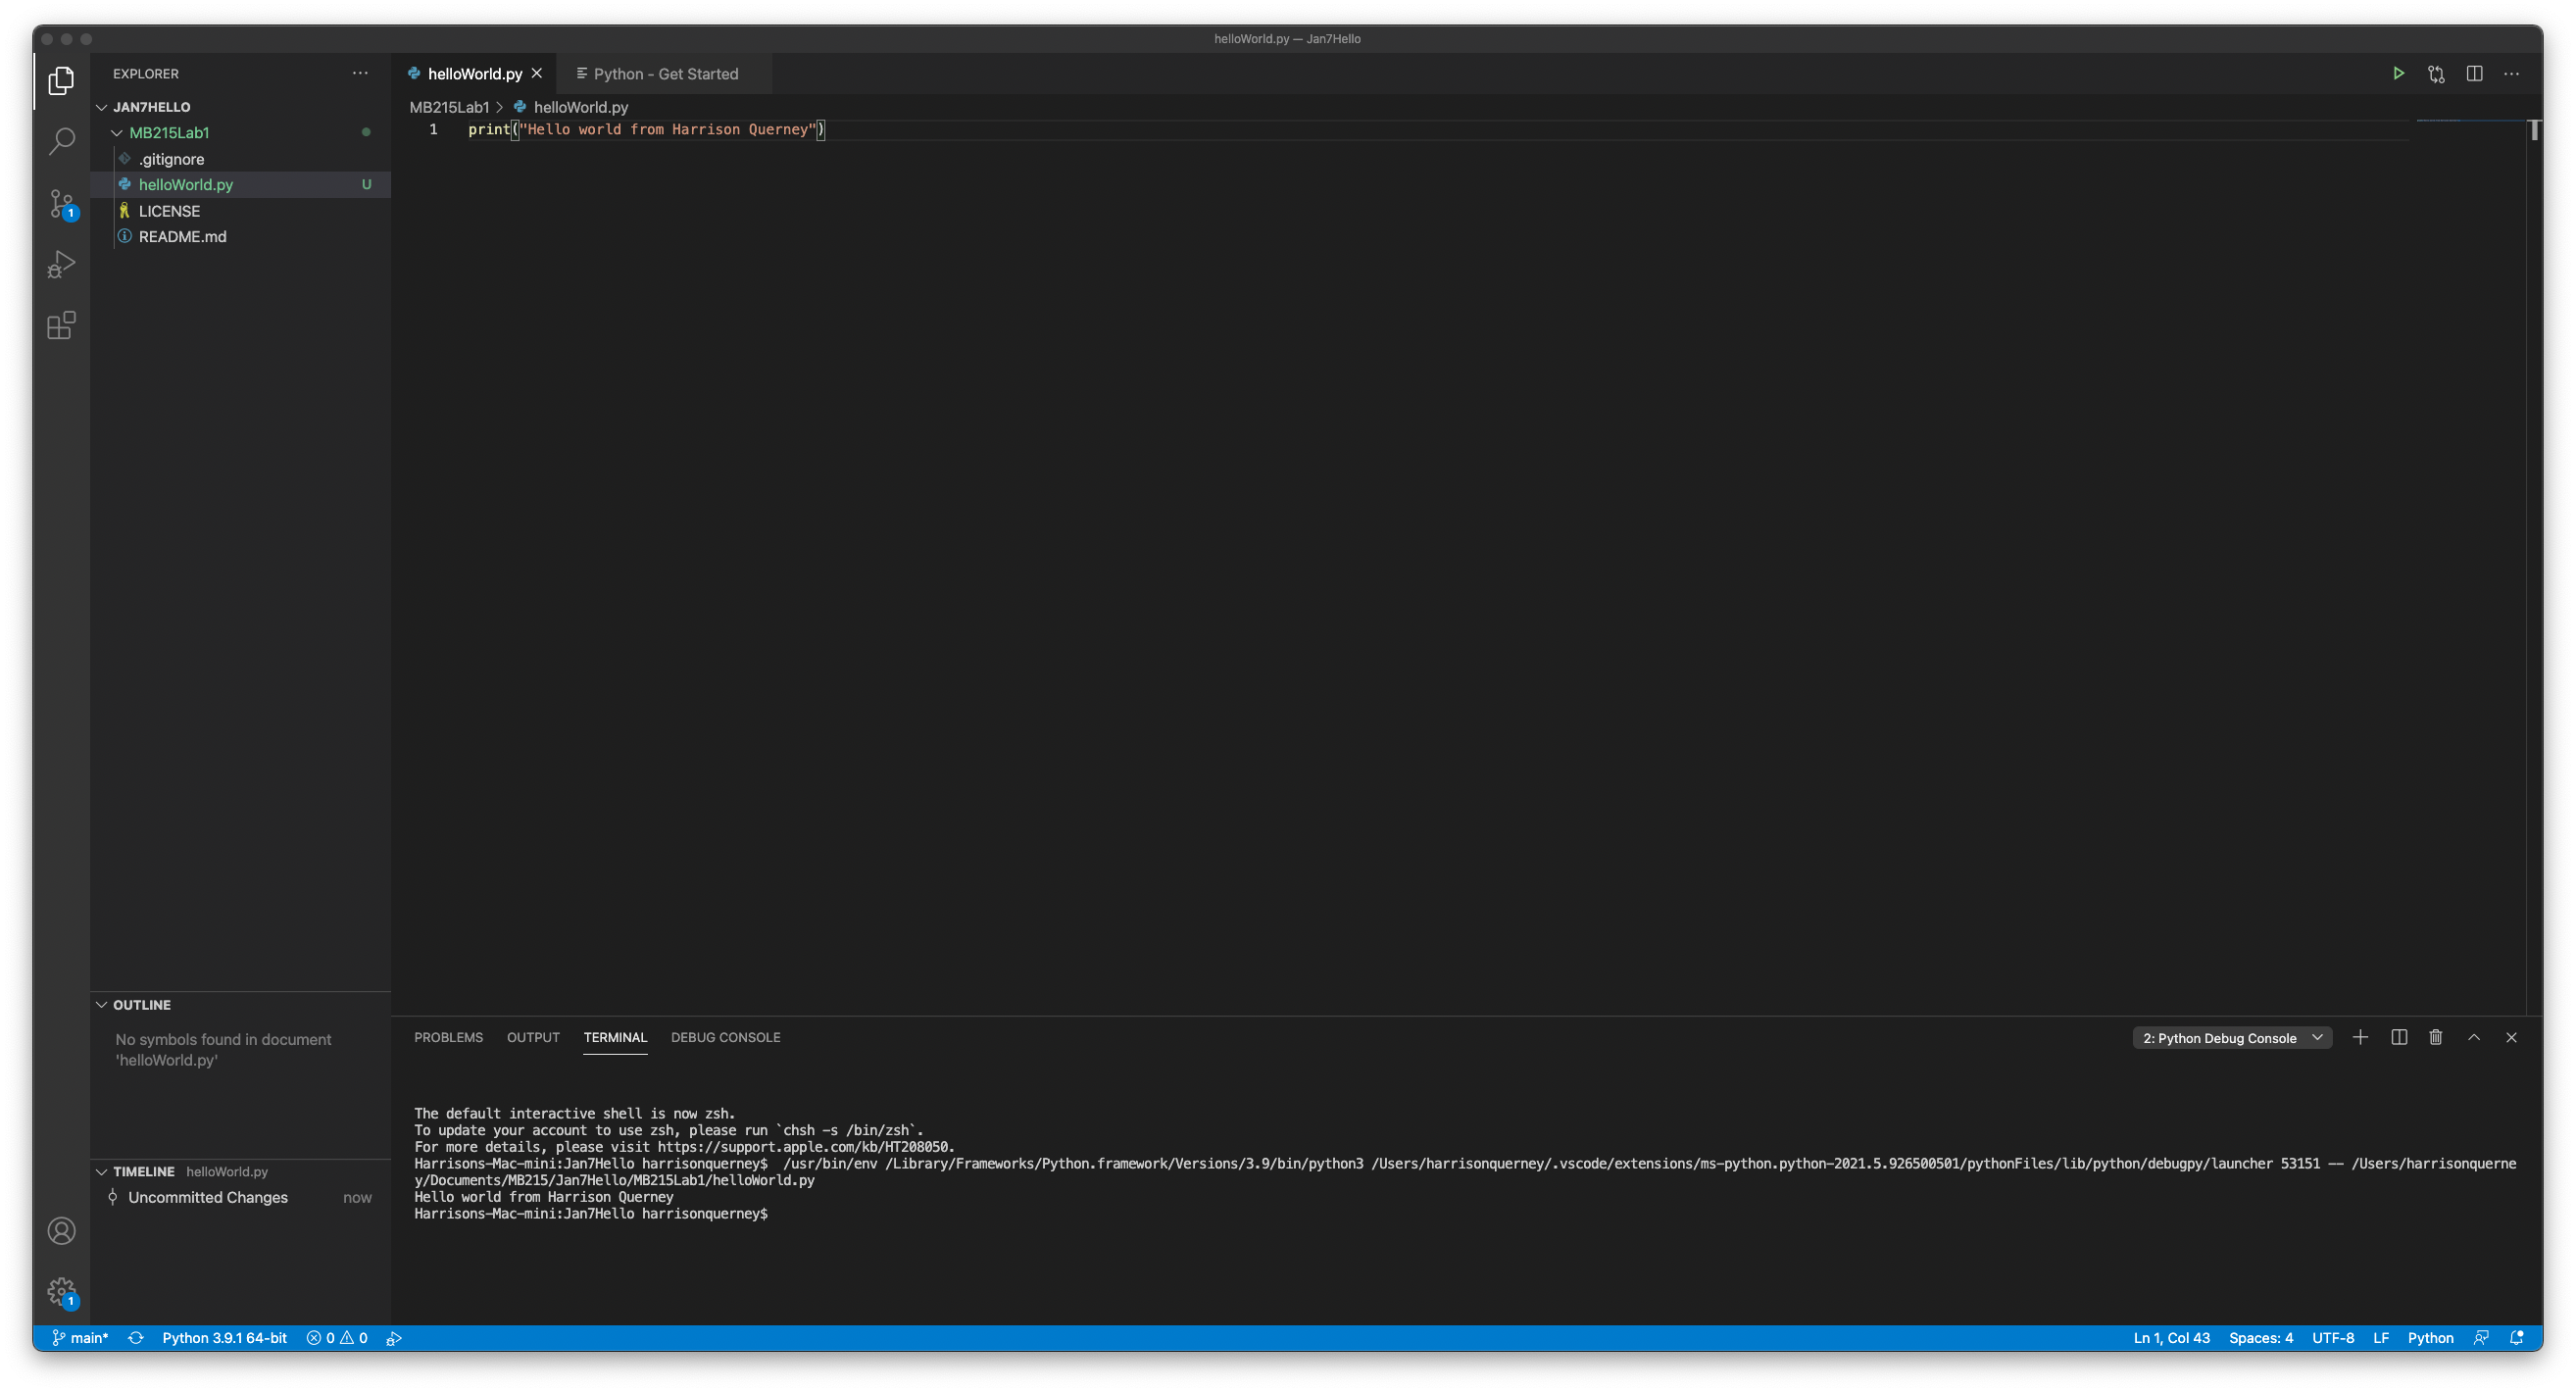 helloWorld.py — Jan7Hello
EXPLORER
JAN7HELLO
MB215Lab1
.gitignore
helloWorld.py U
LICENSE
README.md
1
1
OUTLINE
No symbols found in document
'helloWorld.py'
TIMELINE helloWorld.py
Uncommitted Changes now
helloWorld.py Python - Get Started
MB215Lab1 > helloWorld.py
1 print("Hello world from Harrison Querney")
PROBLEMS OUTPUT TERMINAL DEBUG CONSOLE
2: Python Debug Console
The default interactive shell is now zsh.
To update your account to use zsh, please run `chsh -s /bin/zsh`.
For more details, please visit https://support.apple.com/kb/HT208050.
Harrisons-Mac-mini:Jan7Hello harrisonquerney$  /usr/bin/env /Library/Frameworks/Python.framework/Versions/3.9/bin/python3 /Users/harrisonquerney/.vscode/extensions/ms-python.python-2021.5.926500501/pythonFiles/lib/python/debugpy/launcher 53151 -- /Users/harrisonquerne
y/Documents/MB215/Jan7Hello/MB215Lab1/helloWorld.py
Hello world from Harrison Querney
Harrisons-Mac-mini:Jan7Hello harrisonquerney$
main* Python 3.9.1 64-bit 0 0 Ln 1, Col 43 Spaces: 4 UTF-8 LF Python